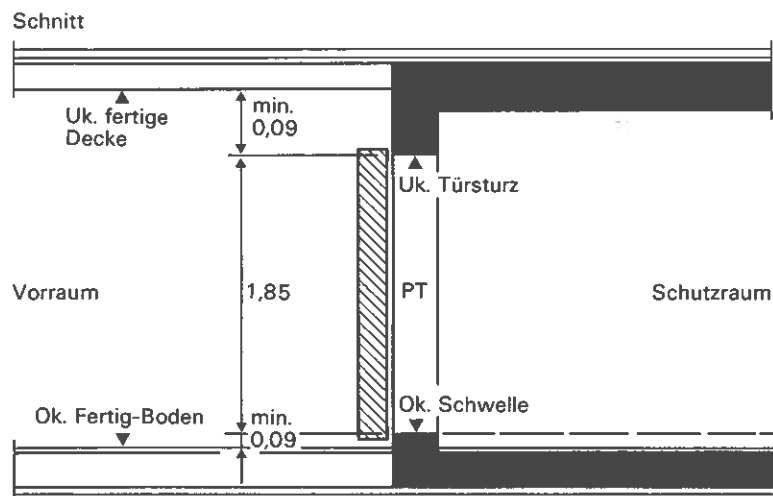 Schnitt
Uk. fertige
Decke
min.
0,09
Uk. Türsturz
Vorraum
1,85
PT
Schutzraum
Ok. Fertig-Boden
min.
0,09
Ok. Schwelle